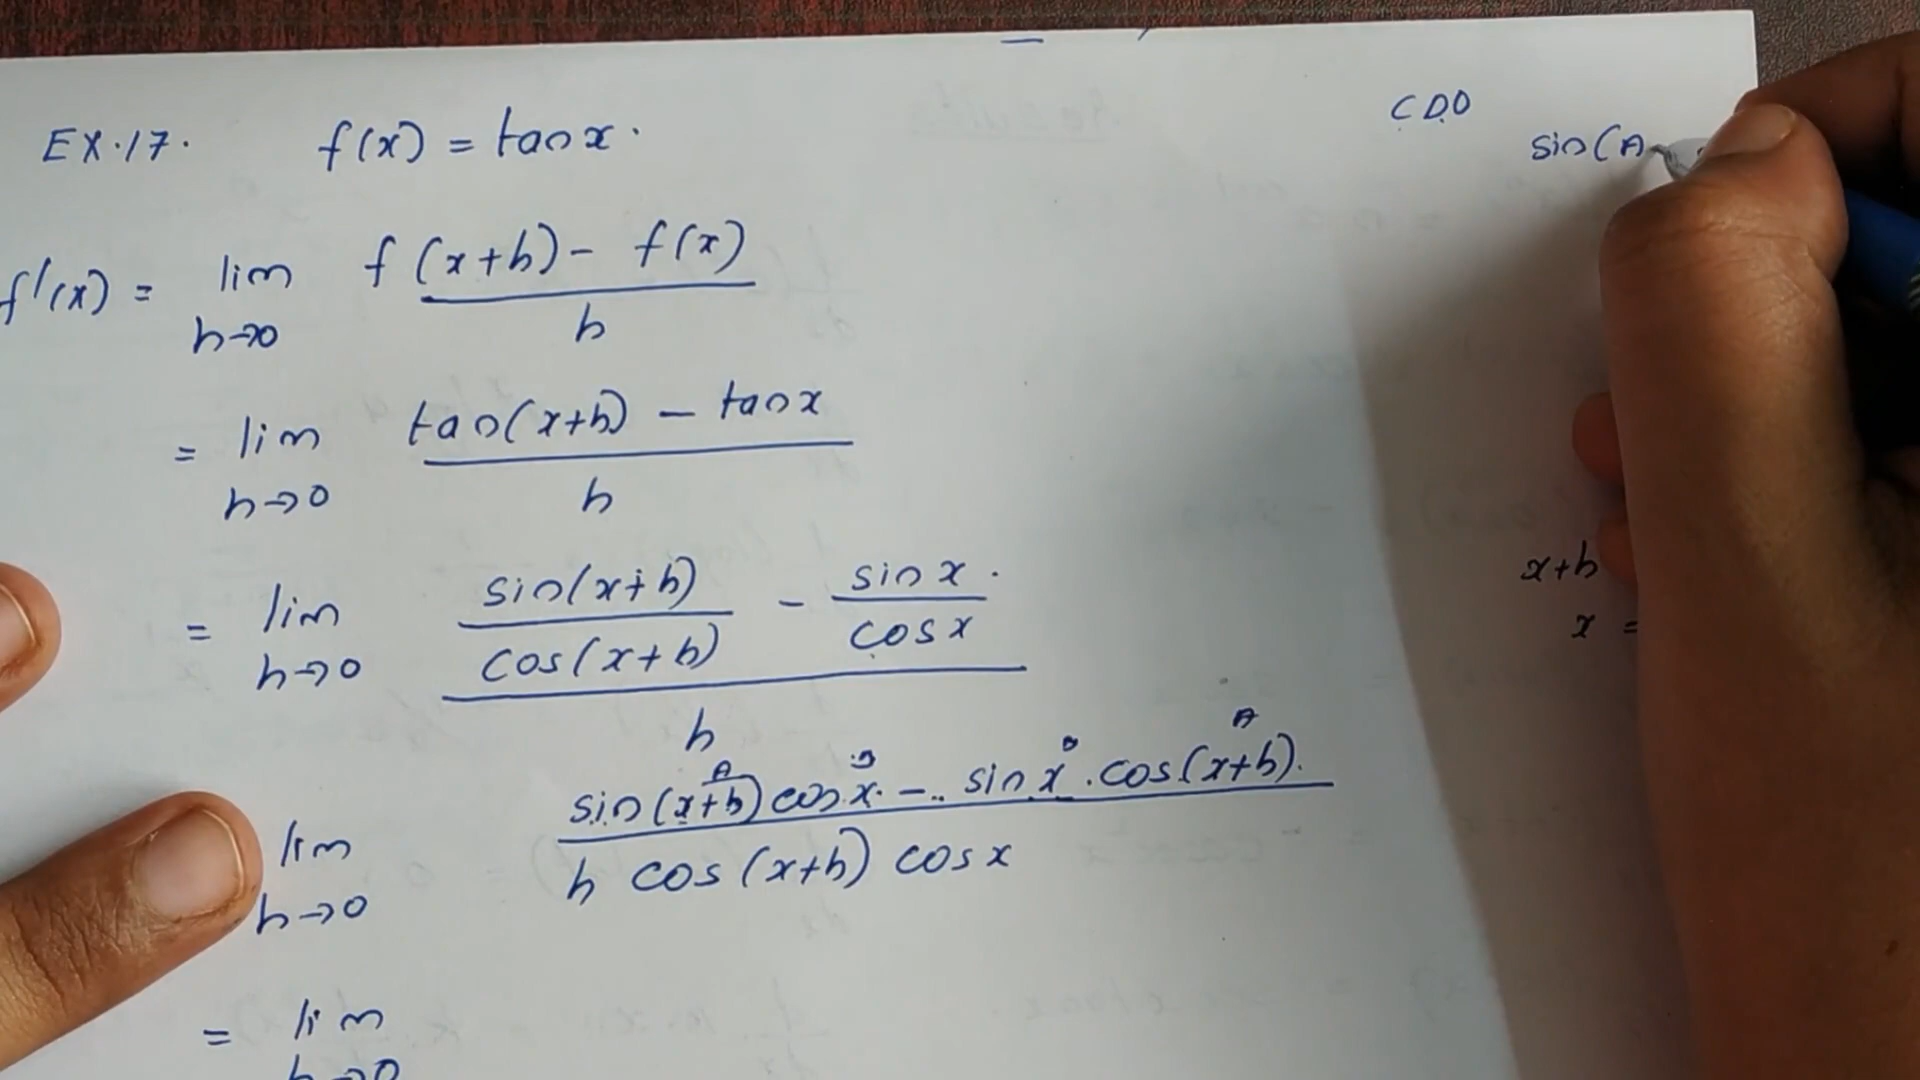 EX.17. f(x) = tan x.
CDO
sin(A-
f'(x) = lim f(x+h) - f(x)
h→0 h
= lim tan(x+h) - tan x
h→0 h
= lim sin(x+h) - sin x.
cos(x+h) cos x
h→0 h
x+h
x =
A
lim sin(x+h) cos x - sin x . cos(x+h).
h→0 h cos(x+h) cos x
= lim
h→0